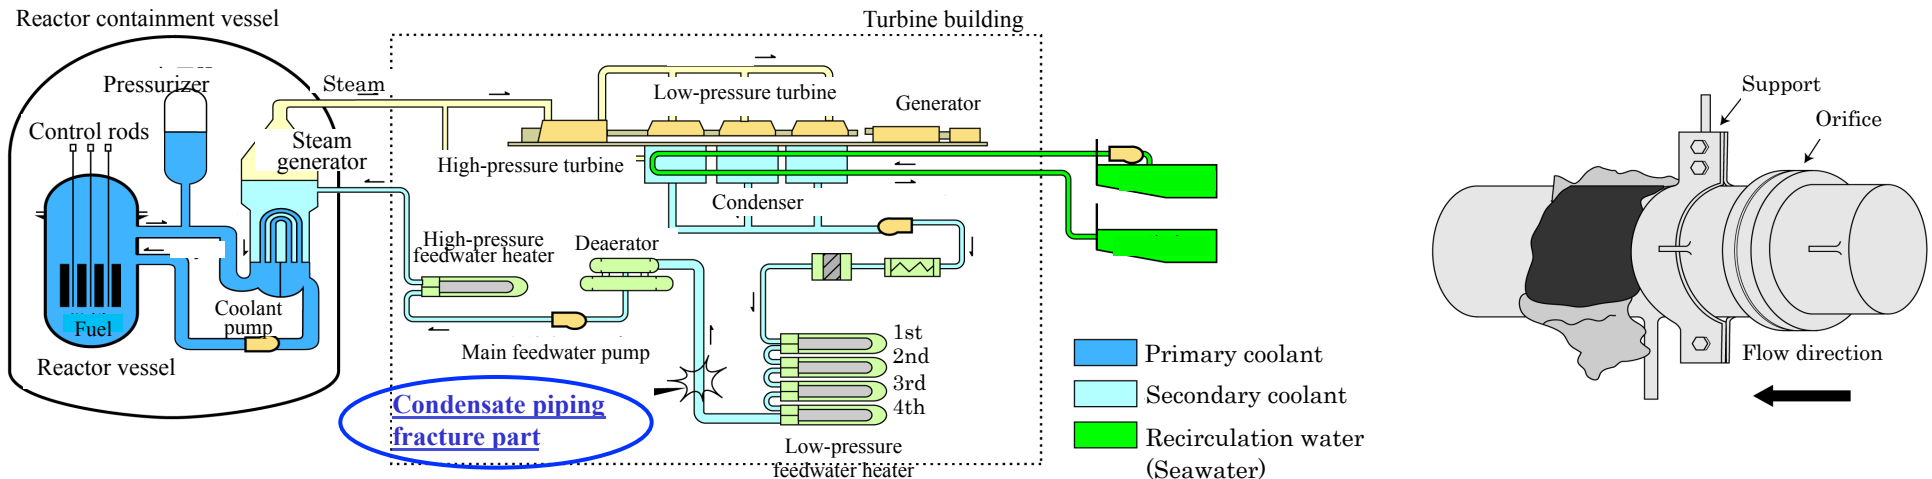 Reactor containment vessel
Turbine building
Pressurizer
Steam
Low-pressure turbine
Generator
Control rods
Steam
generator
High-pressure turbine
Condenser
High-pressure
feedwater heater
Deaerator
Coolant
pump
Fuel
Reactor vessel
Main feedwater pump
1st
2nd
3rd
4th
Condensate piping
fracture part
Low-pressure
feedwater heater
Primary coolant
Secondary coolant
Recirculation water
(Seawater)
Support
Orifice
Flow direction